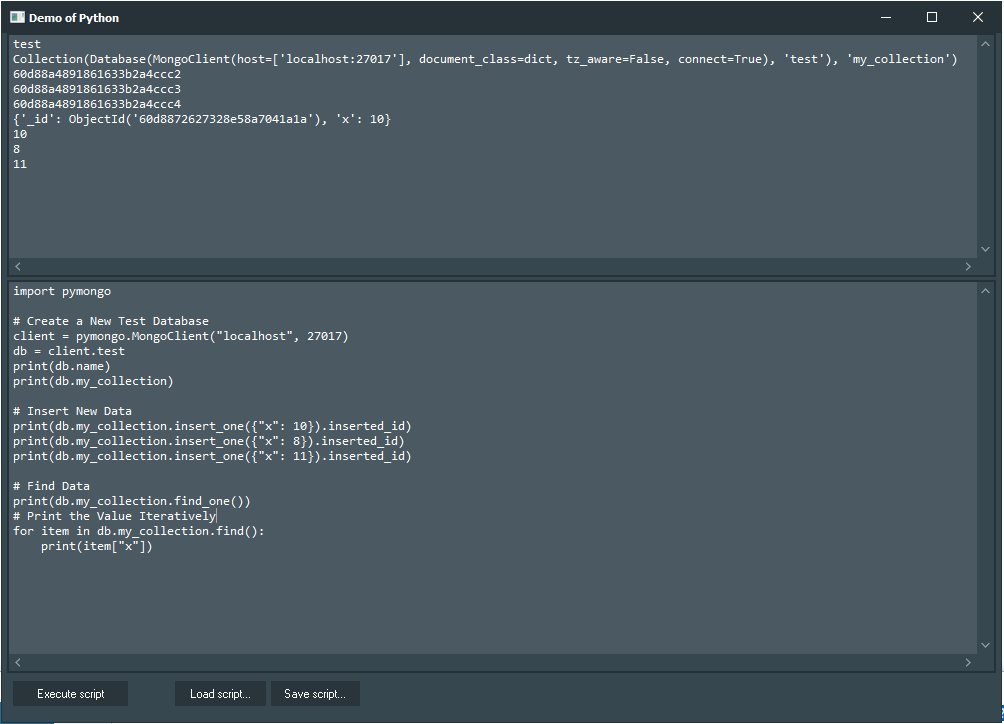 Demo of Python
test
Collection(Database(MongoClient(host=['localhost:27017'], document_class=dict, tz_aware=False, connect=True), 'test'), 'my_collection')
60d88a4891861633b2a4ccc2
60d88a4891861633b2a4ccc3
60d88a4891861633b2a4ccc4
{'_id': ObjectId('60d8872627328e58a7041a1a'), 'x': 10}
10
8
11
import pymongo
# Create a New Test Database
client = pymongo.MongoClient("localhost", 27017)
db = client.test
print(db.name)
print(db.my_collection)
# Insert New Data
print(db.my_collection.insert_one({"x": 10}).inserted_id)
print(db.my_collection.insert_one({"x": 8}).inserted_id)
print(db.my_collection.insert_one({"x": 11}).inserted_id)
# Find Data
print(db.my_collection.find_one())
# Print the Value Iteratively
for item in db.my_collection.find():
    print(item["x"])
Execute script
Load script...
Save script...